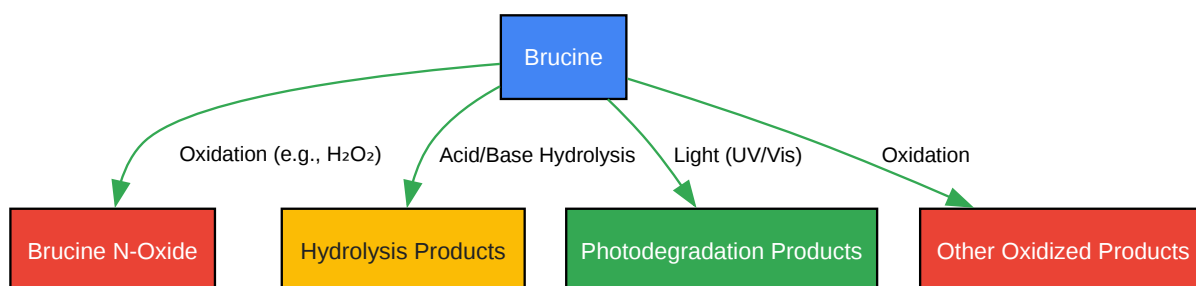 Brucine
Oxidation (e.g., H₂O₂)
Acid/Base Hydrolysis
Light (UV/Vis)
Oxidation
Brucine N-Oxide
Hydrolysis Products
Photodegradation Products
Other Oxidized Products